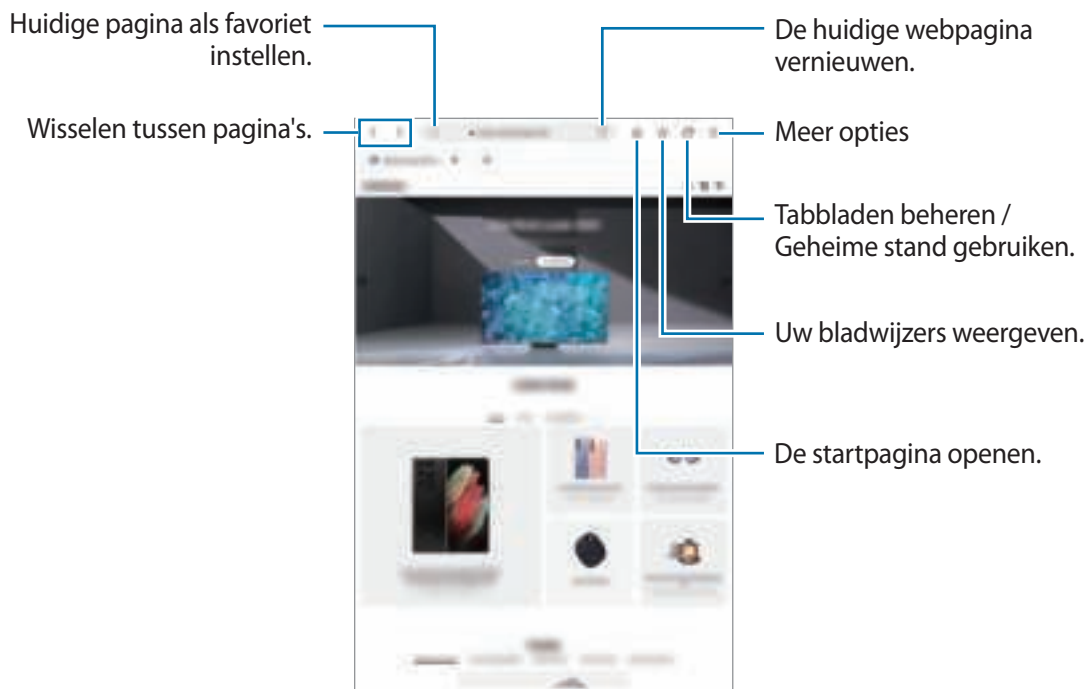 Huidige pagina als favoriet
instellen.
Wisselen tussen pagina's.
De huidige webpagina
vernieuwen.
Meer opties
Tabbladen beheren /
Geheime stand gebruiken.
Uw bladwijzers weergeven.
De startpagina openen.